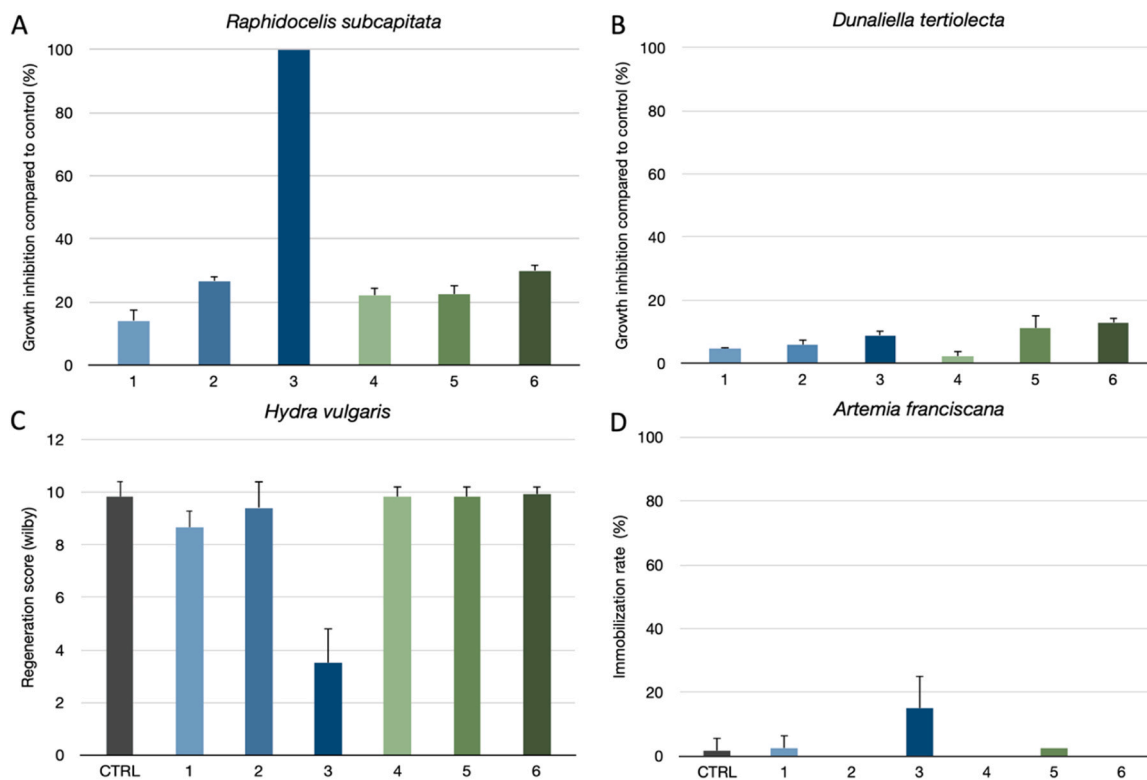 A
Raphidocelis subcapitata
Growth inhibition compared to control (%)
100
80
60
40
20
0
1 2 3 4 5 6
B
Dunaliella tertiolecta
Growth inhibition compared to control (%)
100
80
60
40
20
0
1 2 3 4 5 6
C
Hydra vulgaris
Regeneration score (wilby)
12
10
8
6
4
2
0
CTRL 1 2 3 4 5 6
D
Artemia franciscana
Immobilization rate (%)
100
80
60
40
20
0
CTRL 1 2 3 4 5 6